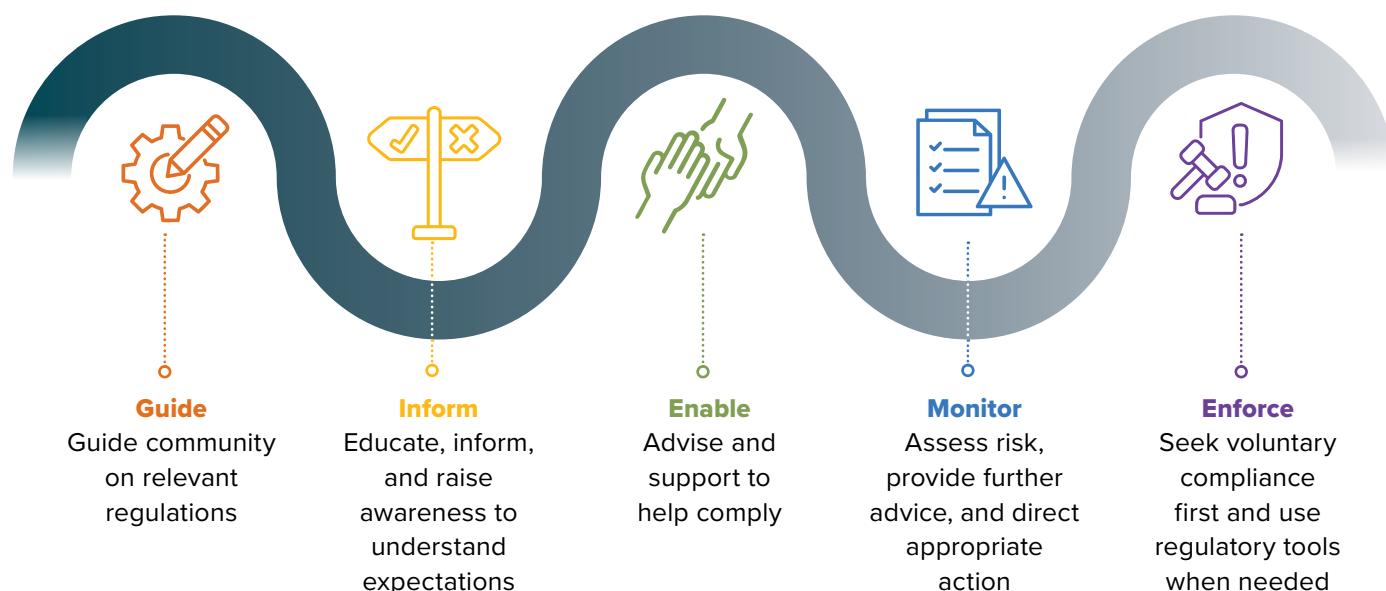 Guide
Guide community
on relevant
regulations
Inform
Educate, inform,
and raise
awareness to
understand
expectations
Enable
Advise and
support to
help comply
Monitor
Assess risk,
provide further
advice, and direct
appropriate
action
Enforce
Seek voluntary
compliance
first and use
regulatory tools
when needed